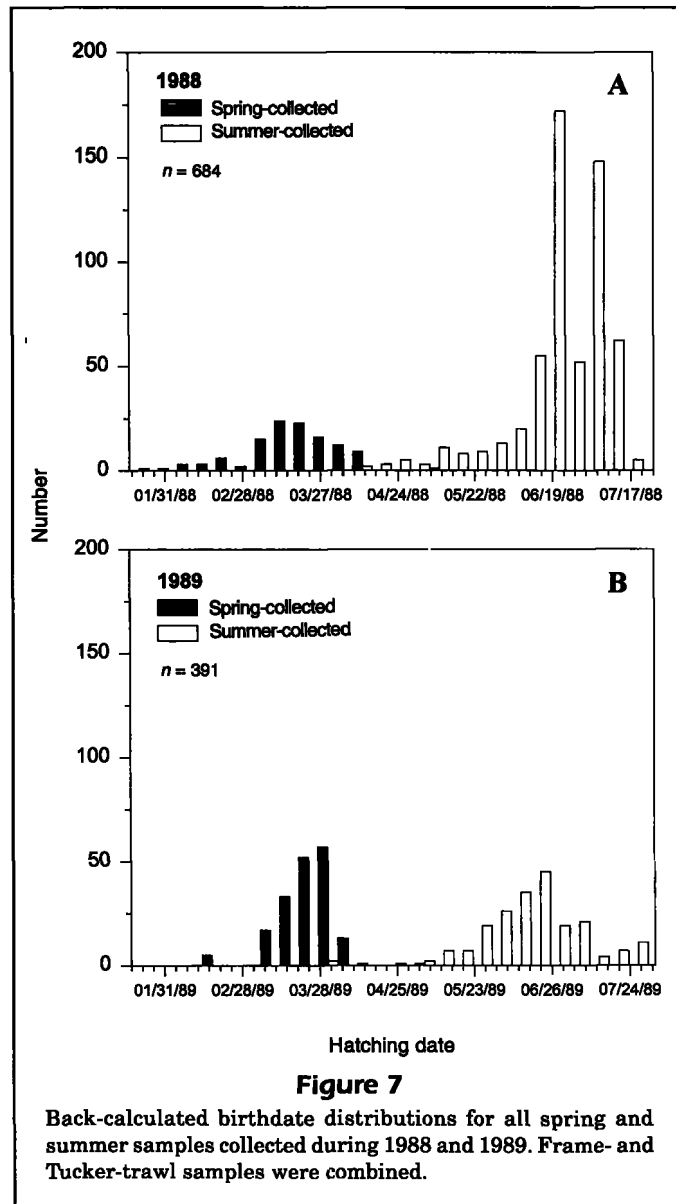 200
150
100
50
0
1988
Spring-collected
Summer-collected
n = 684
A
01/31/88 02/28/88 03/27/88 04/24/88 05/22/88 06/19/88 07/17/88
Number
200
150
100
50
0
1989
Spring-collected
Summer-collected
n = 391
B
01/31/89 02/28/89 03/28/89 04/25/89 05/23/89 06/26/89 07/24/89
Hatching date
Figure 7
Back-calculated birthdate distributions for all spring and
summer samples collected during 1988 and 1989. Frame- and
Tucker-trawl samples were combined.